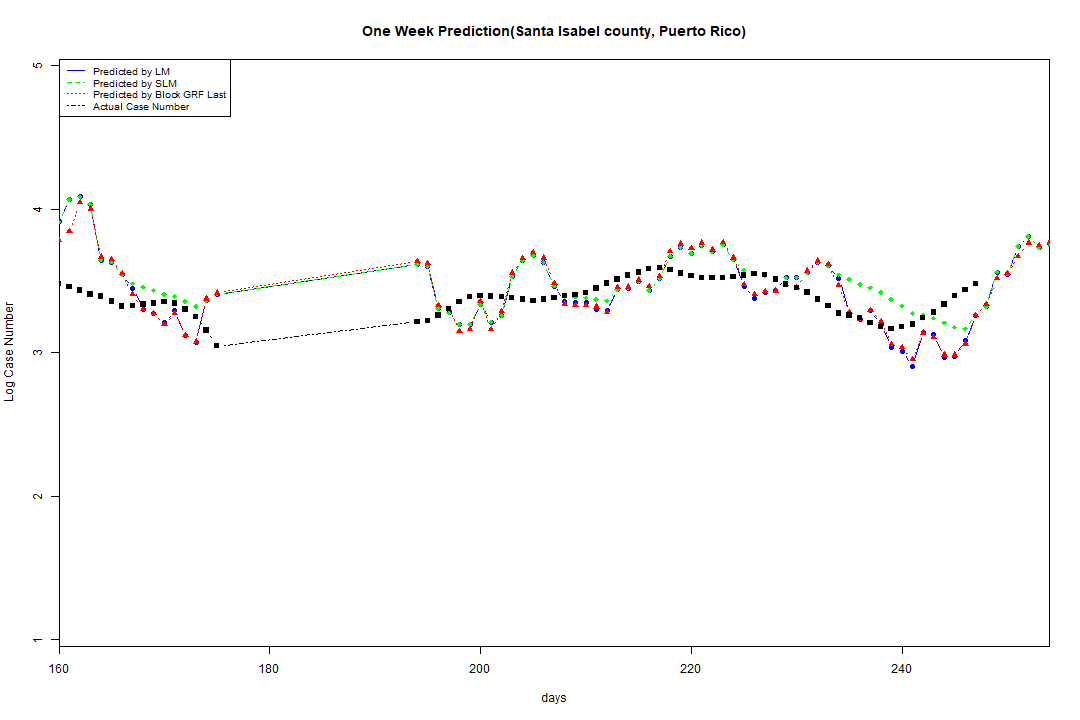 One Week Prediction(Santa Isabel county, Puerto Rico)
Predicted by LM
Predicted by SLM
Predicted by Block GRF Last
Actual Case Number
5
4
3
2
1
Log Case Number
160
180
200
220
240
days